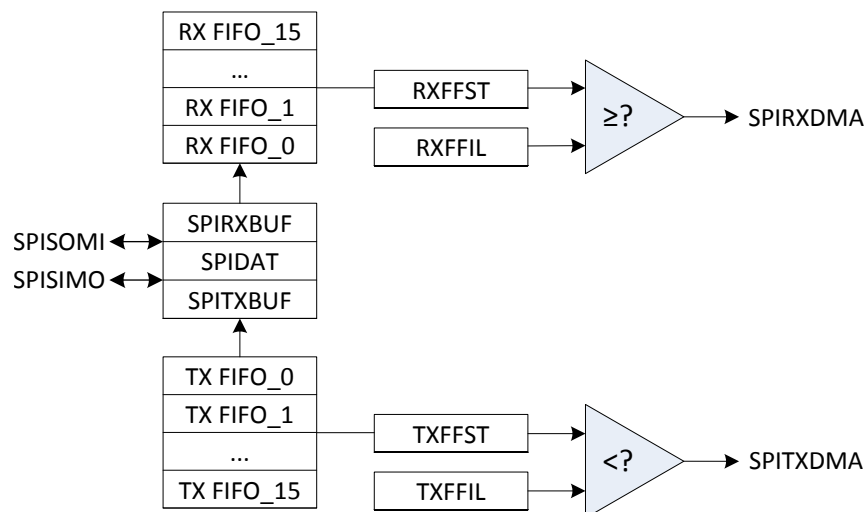 RX FIFO_15
...
RX FIFO_1
RX FIFO_0
RXFFST
RXFFIL
≥?
SPIRXDMA
SPISOMI
SPISIMO
SPIRXBUF
SPIDAT
SPITXBUF
TX FIFO_0
TX FIFO_1
...
TX FIFO_15
TXFFST
TXFFIL
<?
SPITXDMA